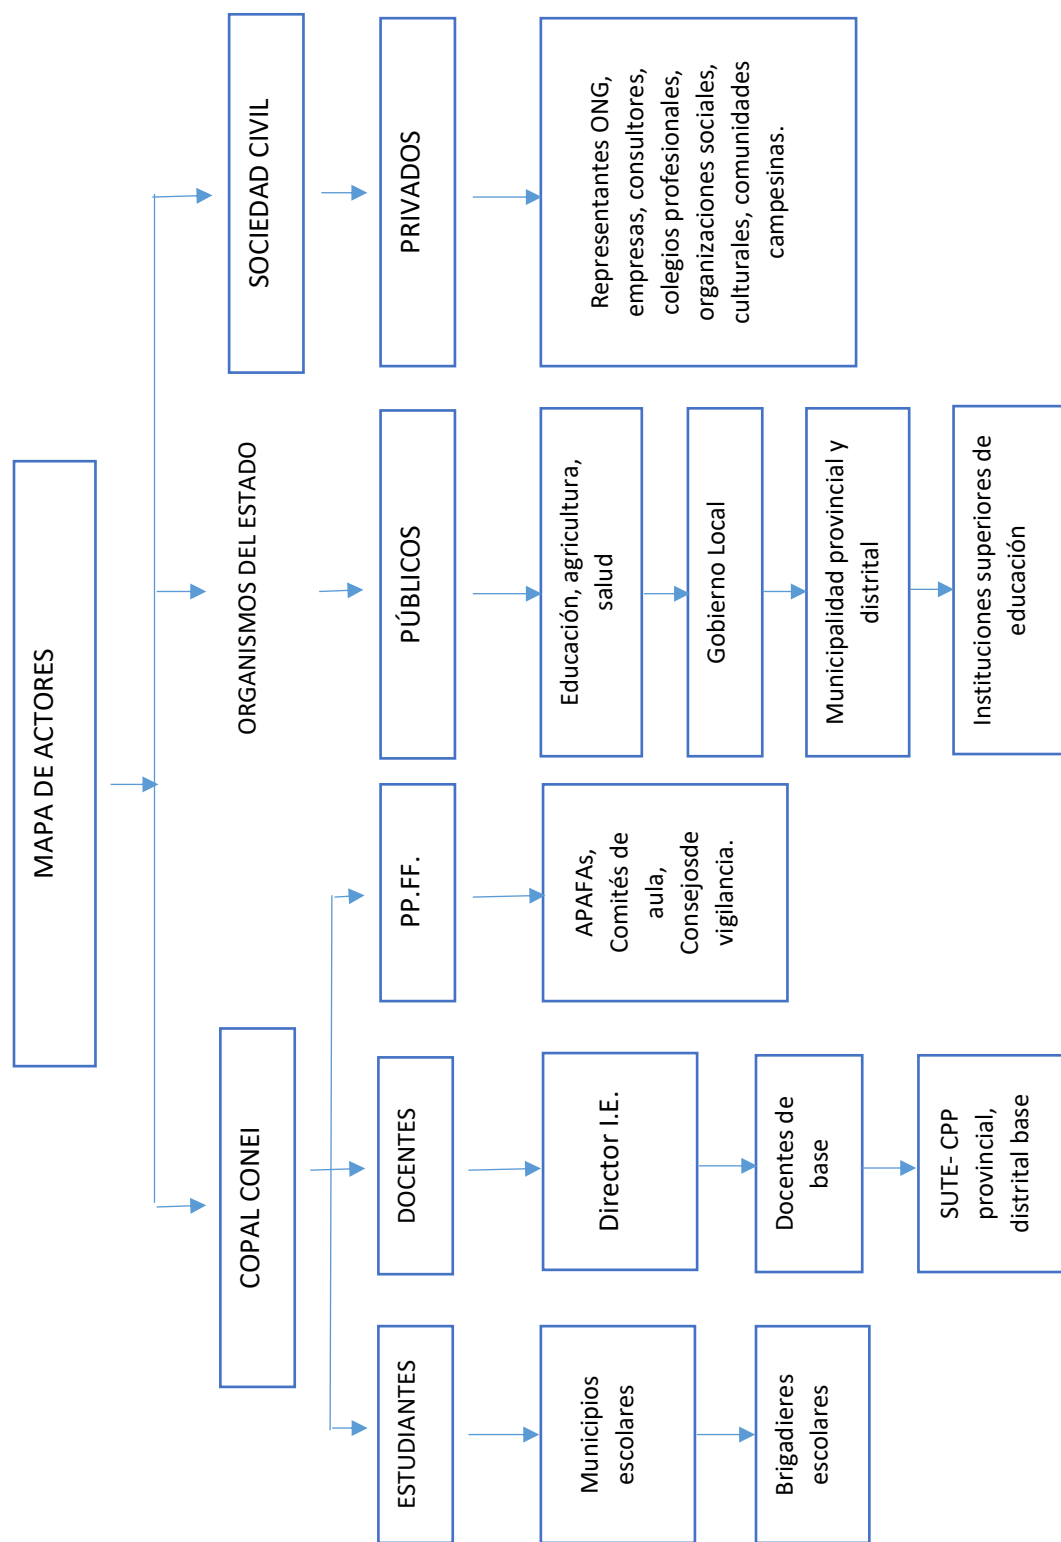 MAPA DE ACTORES
COPAL CONEI
ORGANISMOS DEL ESTADO
SOCIEDAD CIVIL
ESTUDIANTES
DOCENTES
PP.FF.
PÚBLICOS
PRIVADOS
Municipios
escolares
Brigadieres
escolares
Director I.E.
Docentes de
base
SUTE- CPP
provincial,
distrital base
APAFAs,
Comités de
aula,
Consejosde
vigilancia.
Educación, agricultura,
salud
Gobierno Local
Municipalidad provincial y
distrital
Instituciones superiores de
educación
Representantes ONG,
empresas, consultores,
colegios profesionales,
organizaciones sociales,
culturales, comunidades
campesinas.